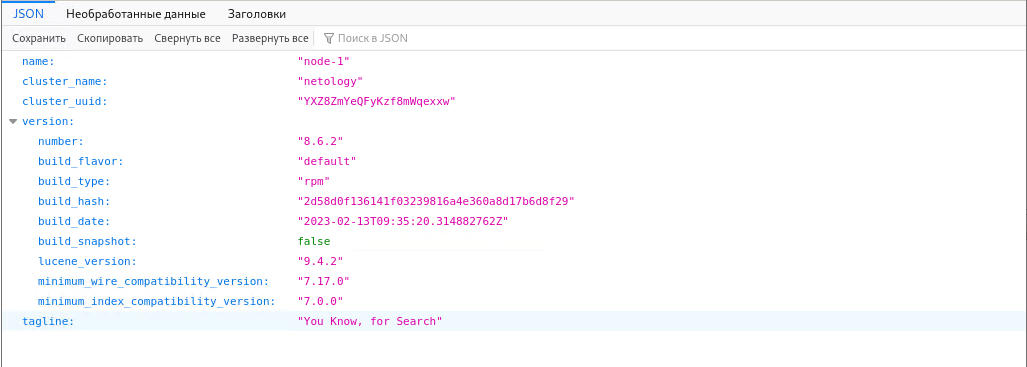 JSON Необработанные данные Заголовки
Сохранить Копировать Свернуть все Развернуть все Поиск в JSON
name: "node-1"
cluster_name: "netology"
cluster_uuid: "YXZ8ZmYeQFyKzf8mWqexxw"
version:
number: "8.6.2"
build_flavor: "default"
build_type: "rpm"
build_hash: "2d58d0f136141f03239816a4e360a8d17b6d8f29"
build_date: "2023-02-13T09:35:20.314882762Z"
build_snapshot: false
lucene_version: "9.4.2"
minimum_wire_compatibility_version: "7.17.0"
minimum_index_compatibility_version: "7.0.0"
tagline: "You Know, for Search"